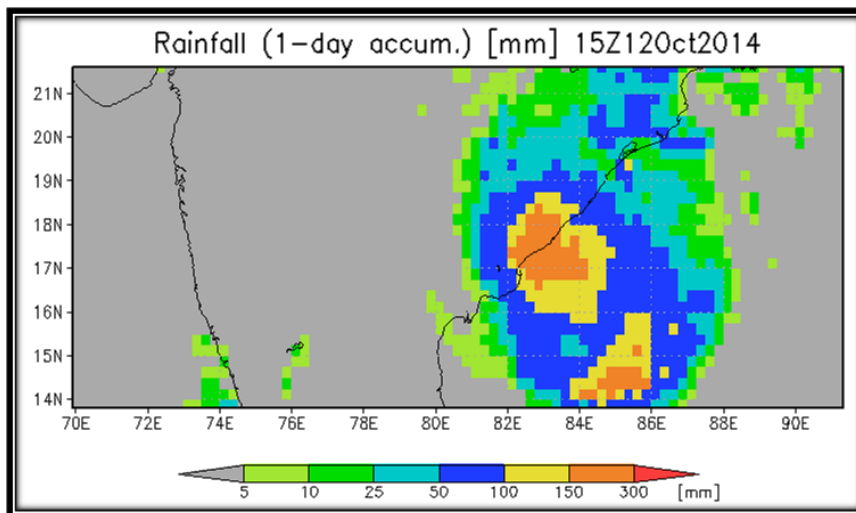 Rainfall (1-day accum.) [mm] 15Z12Oct2014
21N
20N
19N
18N
17N
16N
15N
14N
70E 72E 74E 76E 78E 80E 82E 84E 86E 88E 90E
5 10 25 50 100 150 300 [mm]